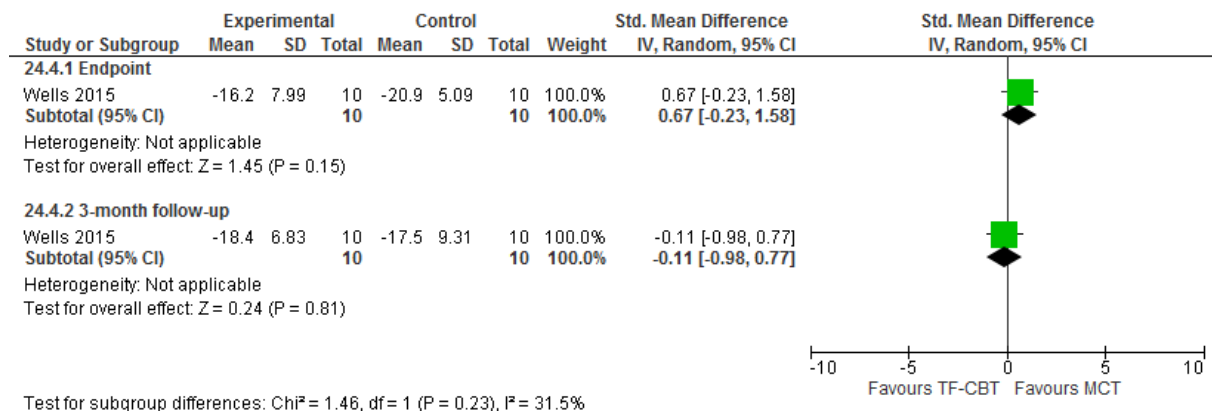 Experimental Control Std. Mean Difference Std. Mean Difference
Study or Subgroup Mean SD Total Mean SD Total Weight IV, Random, 95% CI IV, Random, 95% CI
24.4.1 Endpoint
Wells 2015 -16.2 7.99 10 -20.9 5.09 10 100.0% 0.67 [-0.23, 1.58]
Subtotal (95% CI) 10 10 100.0% 0.67 [-0.23, 1.58]
Heterogeneity: Not applicable
Test for overall effect: Z = 1.45 (P = 0.15)
24.4.2 3-month follow-up
Wells 2015 -18.4 6.83 10 -17.5 9.31 10 100.0% -0.11 [-0.98, 0.77]
Subtotal (95% CI) 10 10 100.0% -0.11 [-0.98, 0.77]
Heterogeneity: Not applicable
Test for overall effect: Z = 0.24 (P = 0.81)
-10 -5 0 5 10
Favours TF-CBT Favours MCT
Test for subgroup differences: Chi² = 1.46, df = 1 (P = 0.23), I² = 31.5%